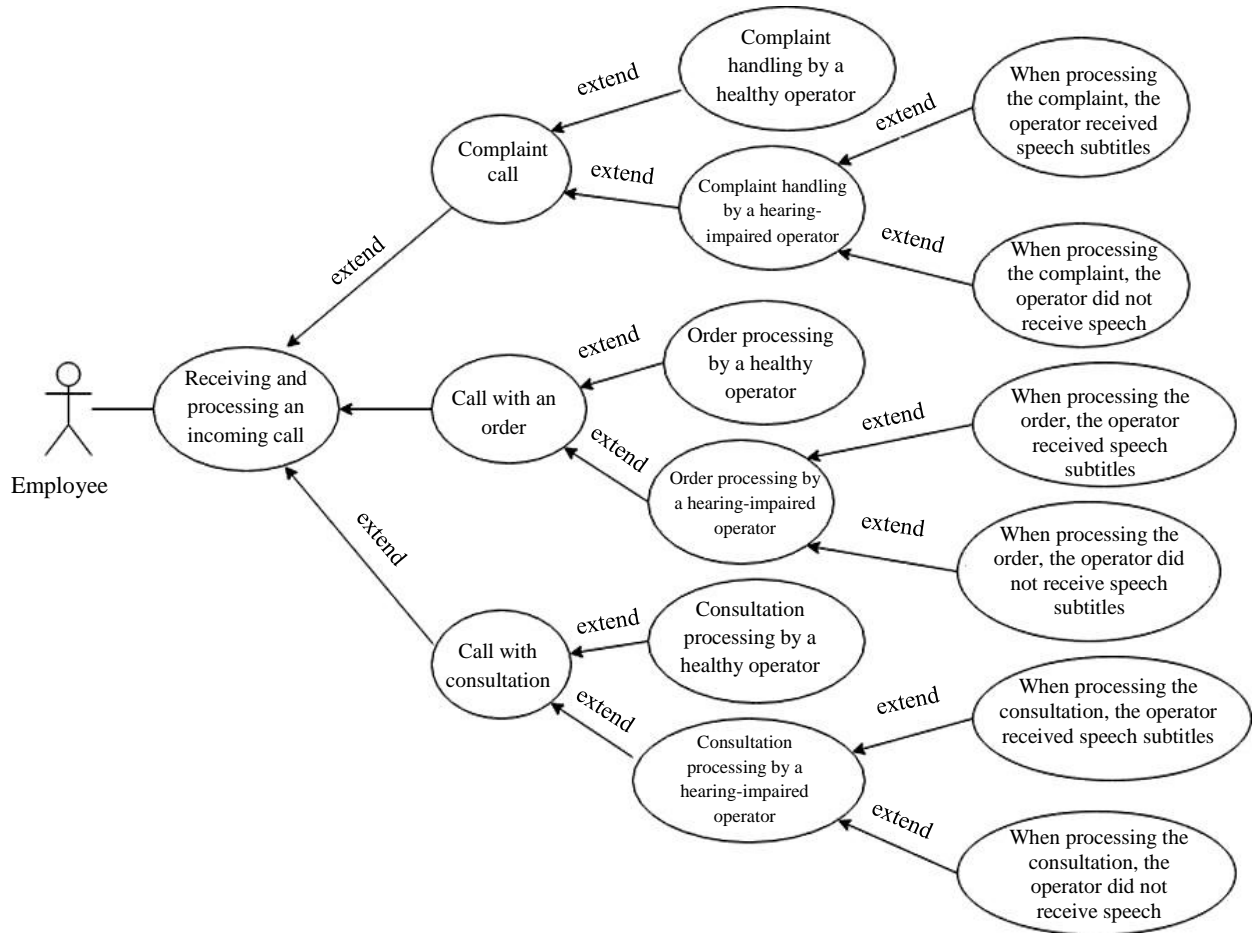 Complaint
handling by a
healthy operator
extend
When processing
the complaint, the
operator received
speech subtitles
extend
Complaint
call
extend
Complaint handling
by a hearing-
impaired operator
extend
When processing
the complaint, the
operator did not
receive speech
extend
Order processing
by a healthy
operator
extend
Receiving and
processing an
incoming call
Call with an
order
When processing the
order, the operator
received speech
subtitles
extend
extend
Order processing by
a hearing-impaired
operator
Employee
extend
When processing the
order, the operator did
not receive speech
subtitles
extend
Consultation
processing by a
healthy operator
extend
Call with
consultation
When processing the
consultation, the operator
received speech subtitles
extend
extend
Consultation
processing by a
hearing-impaired
operator
extend
When processing the
consultation, the
operator did not
receive speech